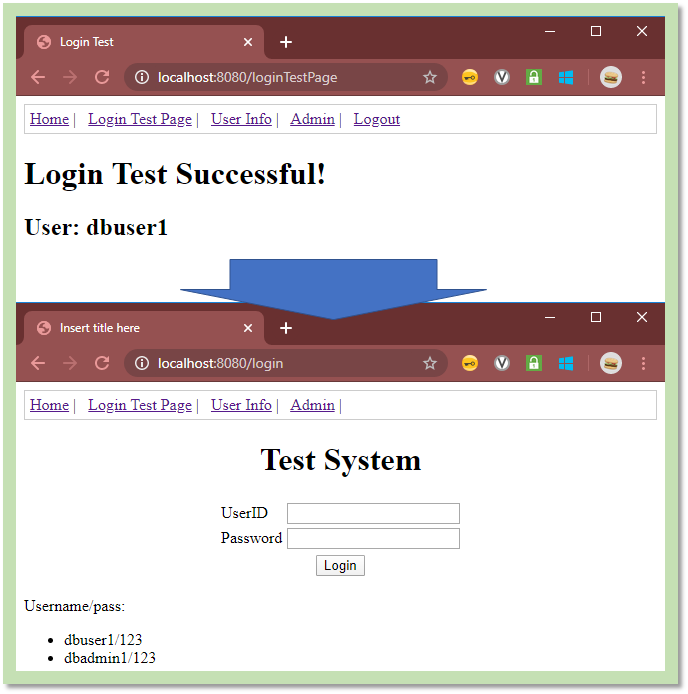 Login Test
localhost:8080/loginTestPage
V
Home | Login Test Page | User Info | Admin | Logout
Login Test Successful!
User: dbuser1
Insert title here
localhost:8080/login
V
Home | Login Test Page | User Info | Admin |
Test System
UserID
Password
Login
Username/pass:
• dbuser1/123
• dbadmin1/123